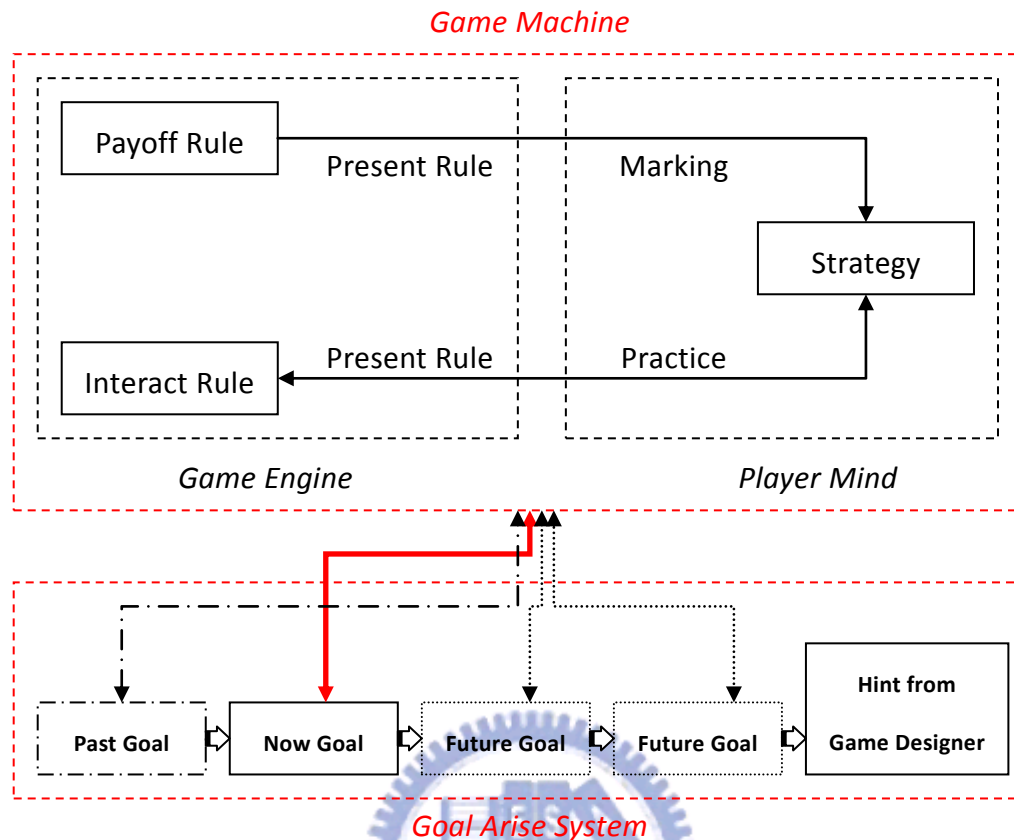 Game Machine
Payoff Rule
Present Rule
Marking
Strategy
Interact Rule
Present Rule
Practice
Game Engine
Player Mind
Past Goal
Now Goal
Future Goal
Future Goal
Hint from
Game Designer
Goal Arise System